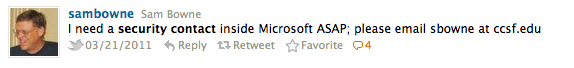 sambowne Sam Bowne
I need a security contact inside Microsoft ASAP; please email sbowne at ccsf.edu
03/21/2011 Reply Retweet Favorite 4